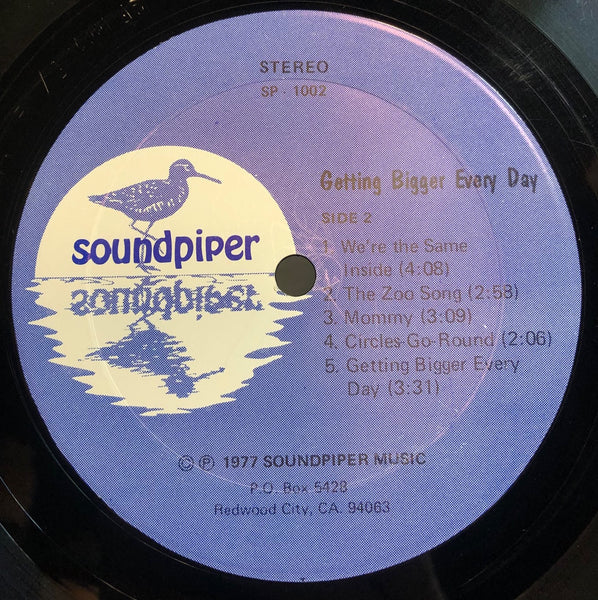 STEREO
SP - 1002
Getting Bigger Every Day
soundpiper
soundpiper
SIDE 2
1. We're the Same
Inside (4:08)
2. The Zoo Song (2:58)
3. Mommy (3:09)
4. Circles-Go-Round (2:06)
5. Getting Bigger Every
Day (3:31)
© ℗ 1977 SOUNDPIPER MUSIC
P.O. Box 5428
Redwood City, CA. 94063